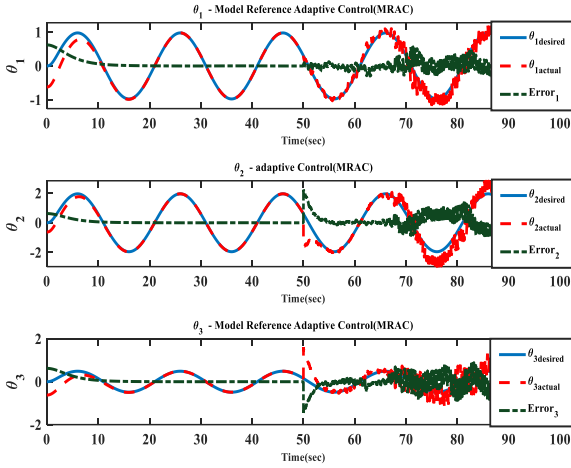 θ1 - Model Reference Adaptive Control(MRAC)
1
0
-1
θ1
θ1desired
θ1actual
Error1
0 10 20 30 40 50 60 70 80 90 100
Time(sec)
θ2 - adaptive Control(MRAC)
2
0
-2
θ2
θ2desired
θ2actual
Error2
0 10 20 30 40 50 60 70 80 90 100
Time(sec)
θ3 - Model Reference Adaptive Control(MRAC)
2
0
-2
θ3
θ3desired
θ3actual
Error3
0 10 20 30 40 50 60 70 80 90 100
Time(sec)